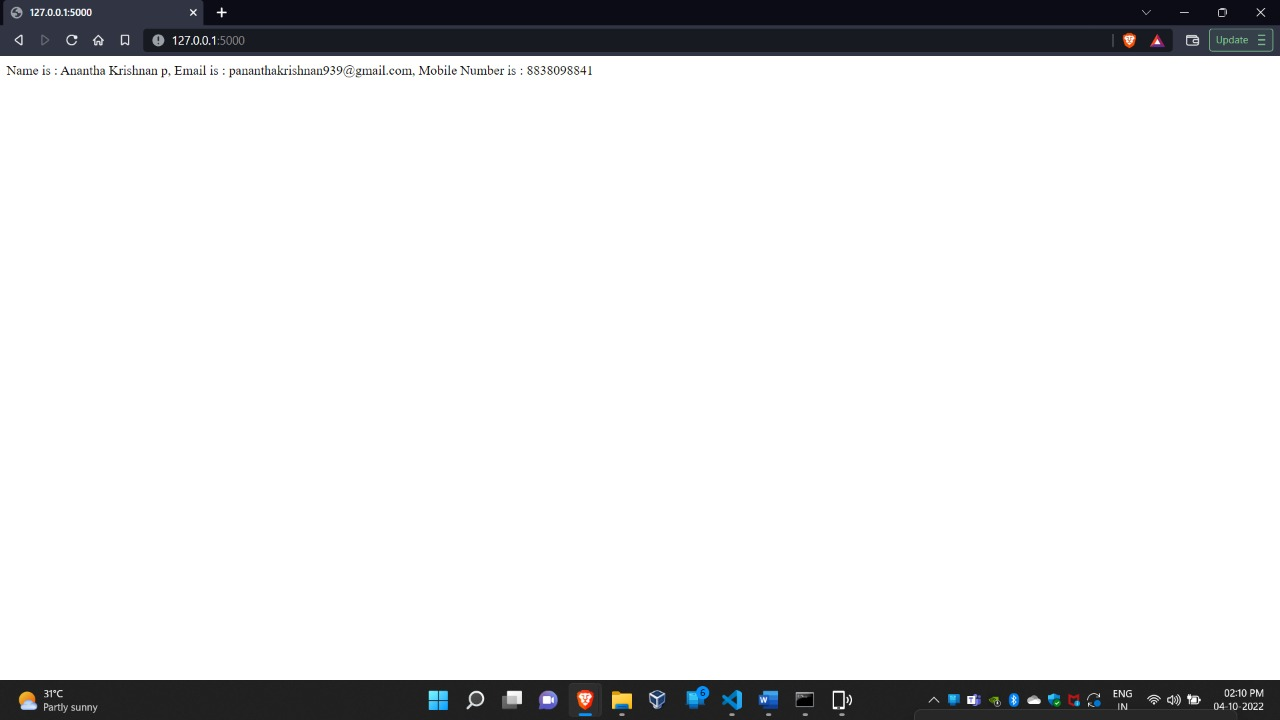 127.0.0.1:5000
127.0.0.1:5000
Update
Name is : Anantha Krishnan p, Email is : pananthakrishnan939@gmail.com, Mobile Number is : 8838098841
31°C
Partly sunny
6
ENG
IN
02:10 PM
04-10-2022